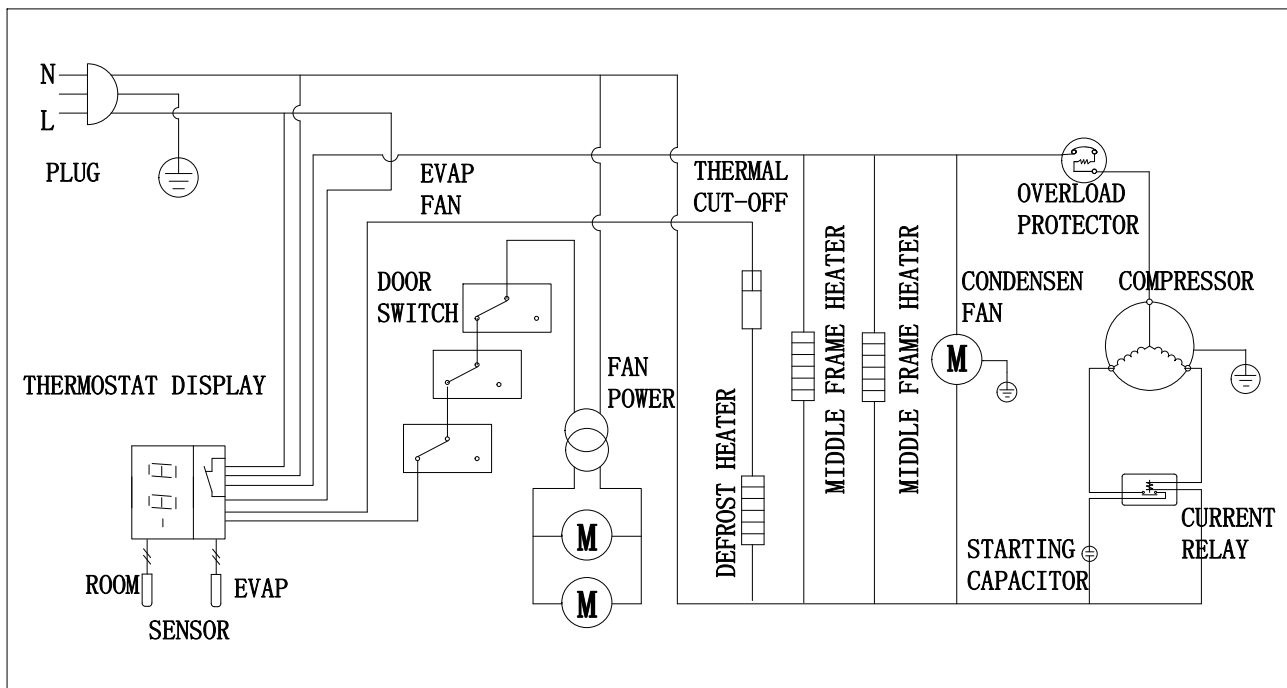 N
L
PLUG
EVAP
FAN
THERMAL
CUT-OFF
OVERLOAD
PROTECTOR
DOOR
SWITCH
MIDDLE FRAME HEATER
MIDDLE FRAME HEATER
CONDENSEN
FAN
COMPRESSOR
M
THERMOSTAT DISPLAY
FAN
POWER
DEFROST HEATER
M
M
CURRENT
RELAY
STARTING
CAPACITOR
ROOM
EVAP
SENSOR